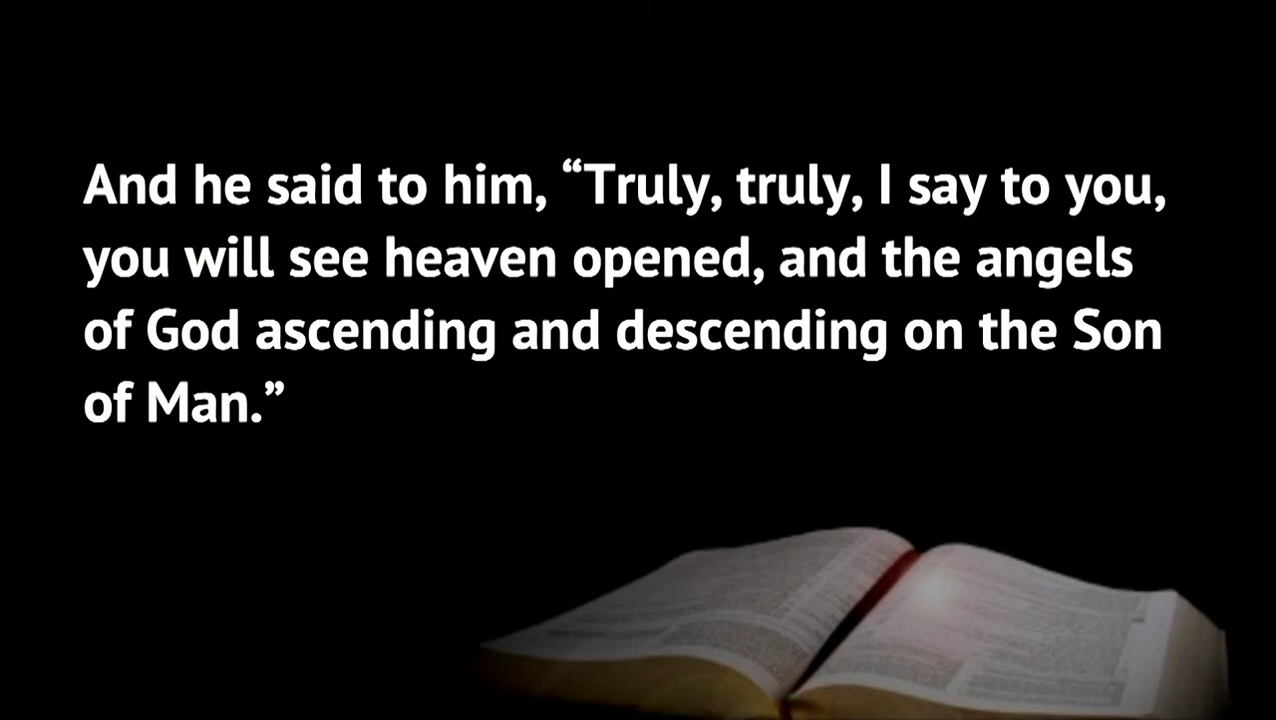 And he said to him, “Truly, truly, I say to you,
you will see heaven opened, and the angels
of God ascending and descending on the Son
of Man.”